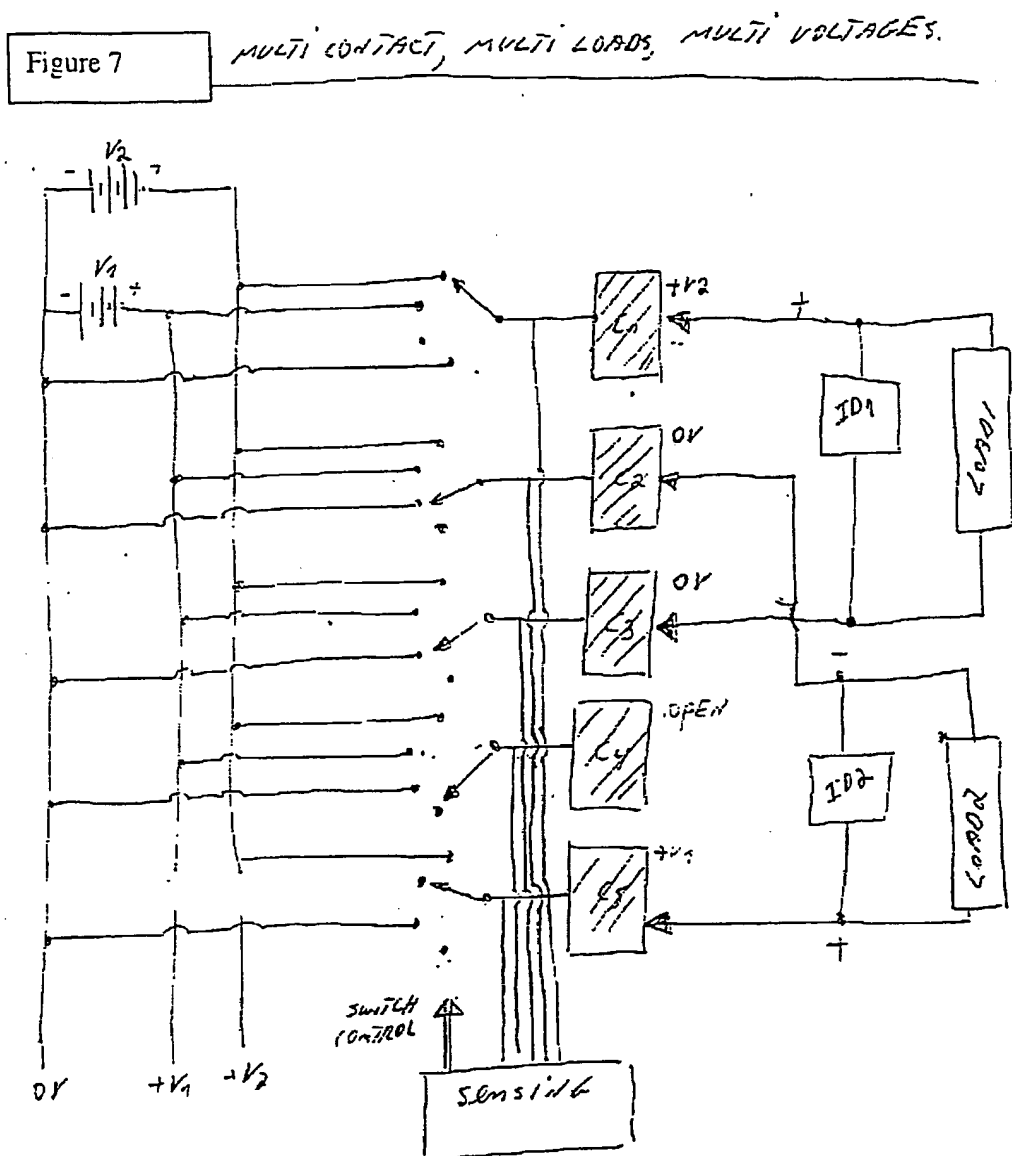 Figure 7
MULTI CONTACT, MULTI LOADS, MULTI VOLTAGES.
V2
- +
V1
- +
+V2
C1
+
ID1
LOAD1
0V
C2
0V
C3
-
OPEN
C4
ID2
LOAD2
+V1
C5
+
SWITCH
CONTROL
0V +V1 +V2
SENSING